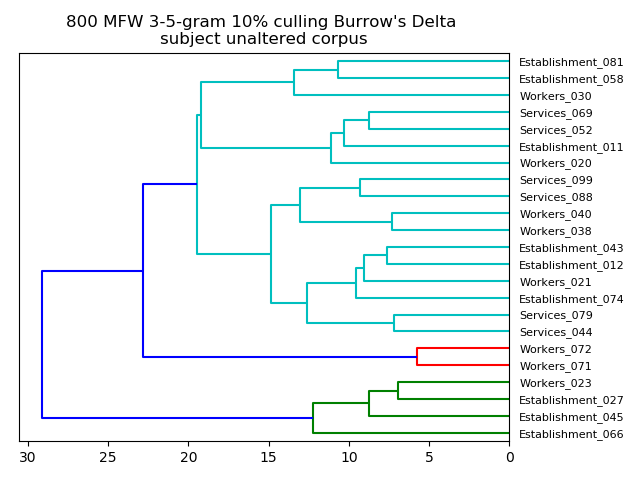 800 MFW 3-5-gram 10% culling Burrow's Delta
subject unaltered corpus
Establishment_081
Establishment_058
Workers_030
Services_069
Services_052
Establishment_011
Workers_020
Services_099
Services_088
Workers_040
Workers_038
Establishment_043
Establishment_012
Workers_021
Establishment_074
Services_079
Services_044
Workers_072
Workers_071
Workers_023
Establishment_027
Establishment_045
Establishment_066
30 25 20 15 10 5 0